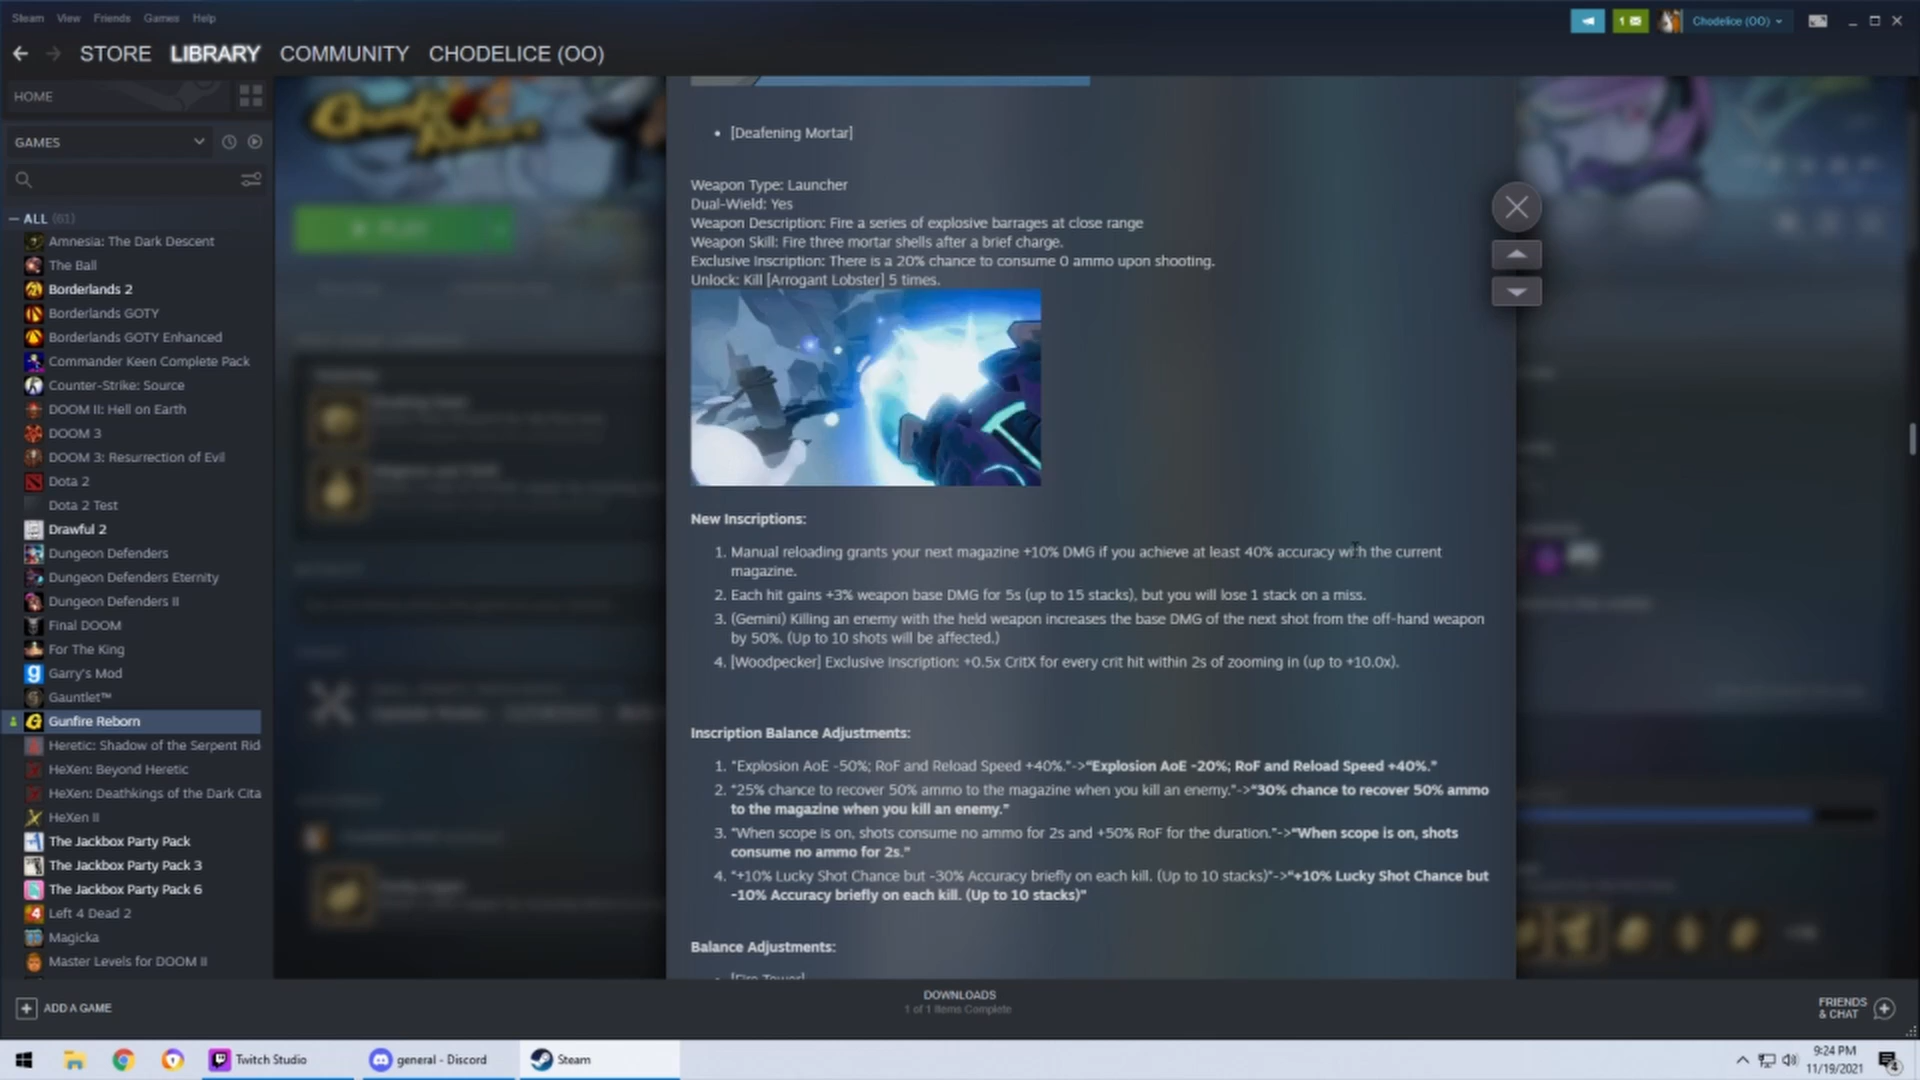 Steam View Friends Games Help
1
Chodelice (OO)
STORE LIBRARY COMMUNITY CHODELICE (OO)
HOME
GAMES
ALL (61)
Amnesia: The Dark Descent
The Ball
Borderlands 2
Borderlands GOTY
Borderlands GOTY Enhanced
Commander Keen Complete Pack
Counter-Strike: Source
DOOM II: Hell on Earth
DOOM 3
DOOM 3: Resurrection of Evil
Dota 2
Dota 2 Test
Drawful 2
Dungeon Defenders
Dungeon Defenders Eternity
Dungeon Defenders II
Final DOOM
For The King
Garry's Mod
Gauntlet™
Gunfire Reborn
Heretic: Shadow of the Serpent Rid
HeXen: Beyond Heretic
HeXen: Deathkings of the Dark Cita
HeXen II
The Jackbox Party Pack
The Jackbox Party Pack 3
The Jackbox Party Pack 6
Left 4 Dead 2
Magicka
Master Levels for DOOM II
Gunfire
Reborn
PLAY
• [Deafening Mortar]
Weapon Type: Launcher
Dual-Wield: Yes
Weapon Description: Fire a series of explosive barrages at close range
Weapon Skill: Fire three mortar shells after a brief charge.
Exclusive Inscription: There is a 20% chance to consume 0 ammo upon shooting.
Unlock: Kill [Arrogant Lobster] 5 times.
New Inscriptions:
1. Manual reloading grants your next magazine +10% DMG if you achieve at least 40% accuracy with the current
magazine.
2. Each hit gains +3% weapon base DMG for 5s (up to 15 stacks), but you will lose 1 stack on a miss.
3. (Gemini) Killing an enemy with the held weapon increases the base DMG of the next shot from the off-hand weapon
by 50%. (Up to 10 shots will be affected.)
4. [Woodpecker] Exclusive Inscription: +0.5x CritX for every crit hit within 2s of zooming in (up to +10.0x).
Inscription Balance Adjustments:
1. "Explosion AoE -50%; RoF and Reload Speed +40%."->"Explosion AoE -20%; RoF and Reload Speed +40%."
2. "25% chance to recover 50% ammo to the magazine when you kill an enemy."->"30% chance to recover 50% ammo
to the magazine when you kill an enemy."
3. "When scope is on, shots consume no ammo for 2s and +50% RoF for the duration."->"When scope is on, shots
consume no ammo for 2s."
4. "+10% Lucky Shot Chance but -30% Accuracy briefly on each kill. (Up to 10 stacks)"->"+10% Lucky Shot Chance but
-10% Accuracy briefly on each kill. (Up to 10 stacks)"
Balance Adjustments:
• [Fire Tower]
ADD A GAME
DOWNLOADS
1 of 1 Items Complete
FRIENDS
& CHAT
Twitch Studio
general - Discord
Steam
9:24 PM
11/19/2021
4